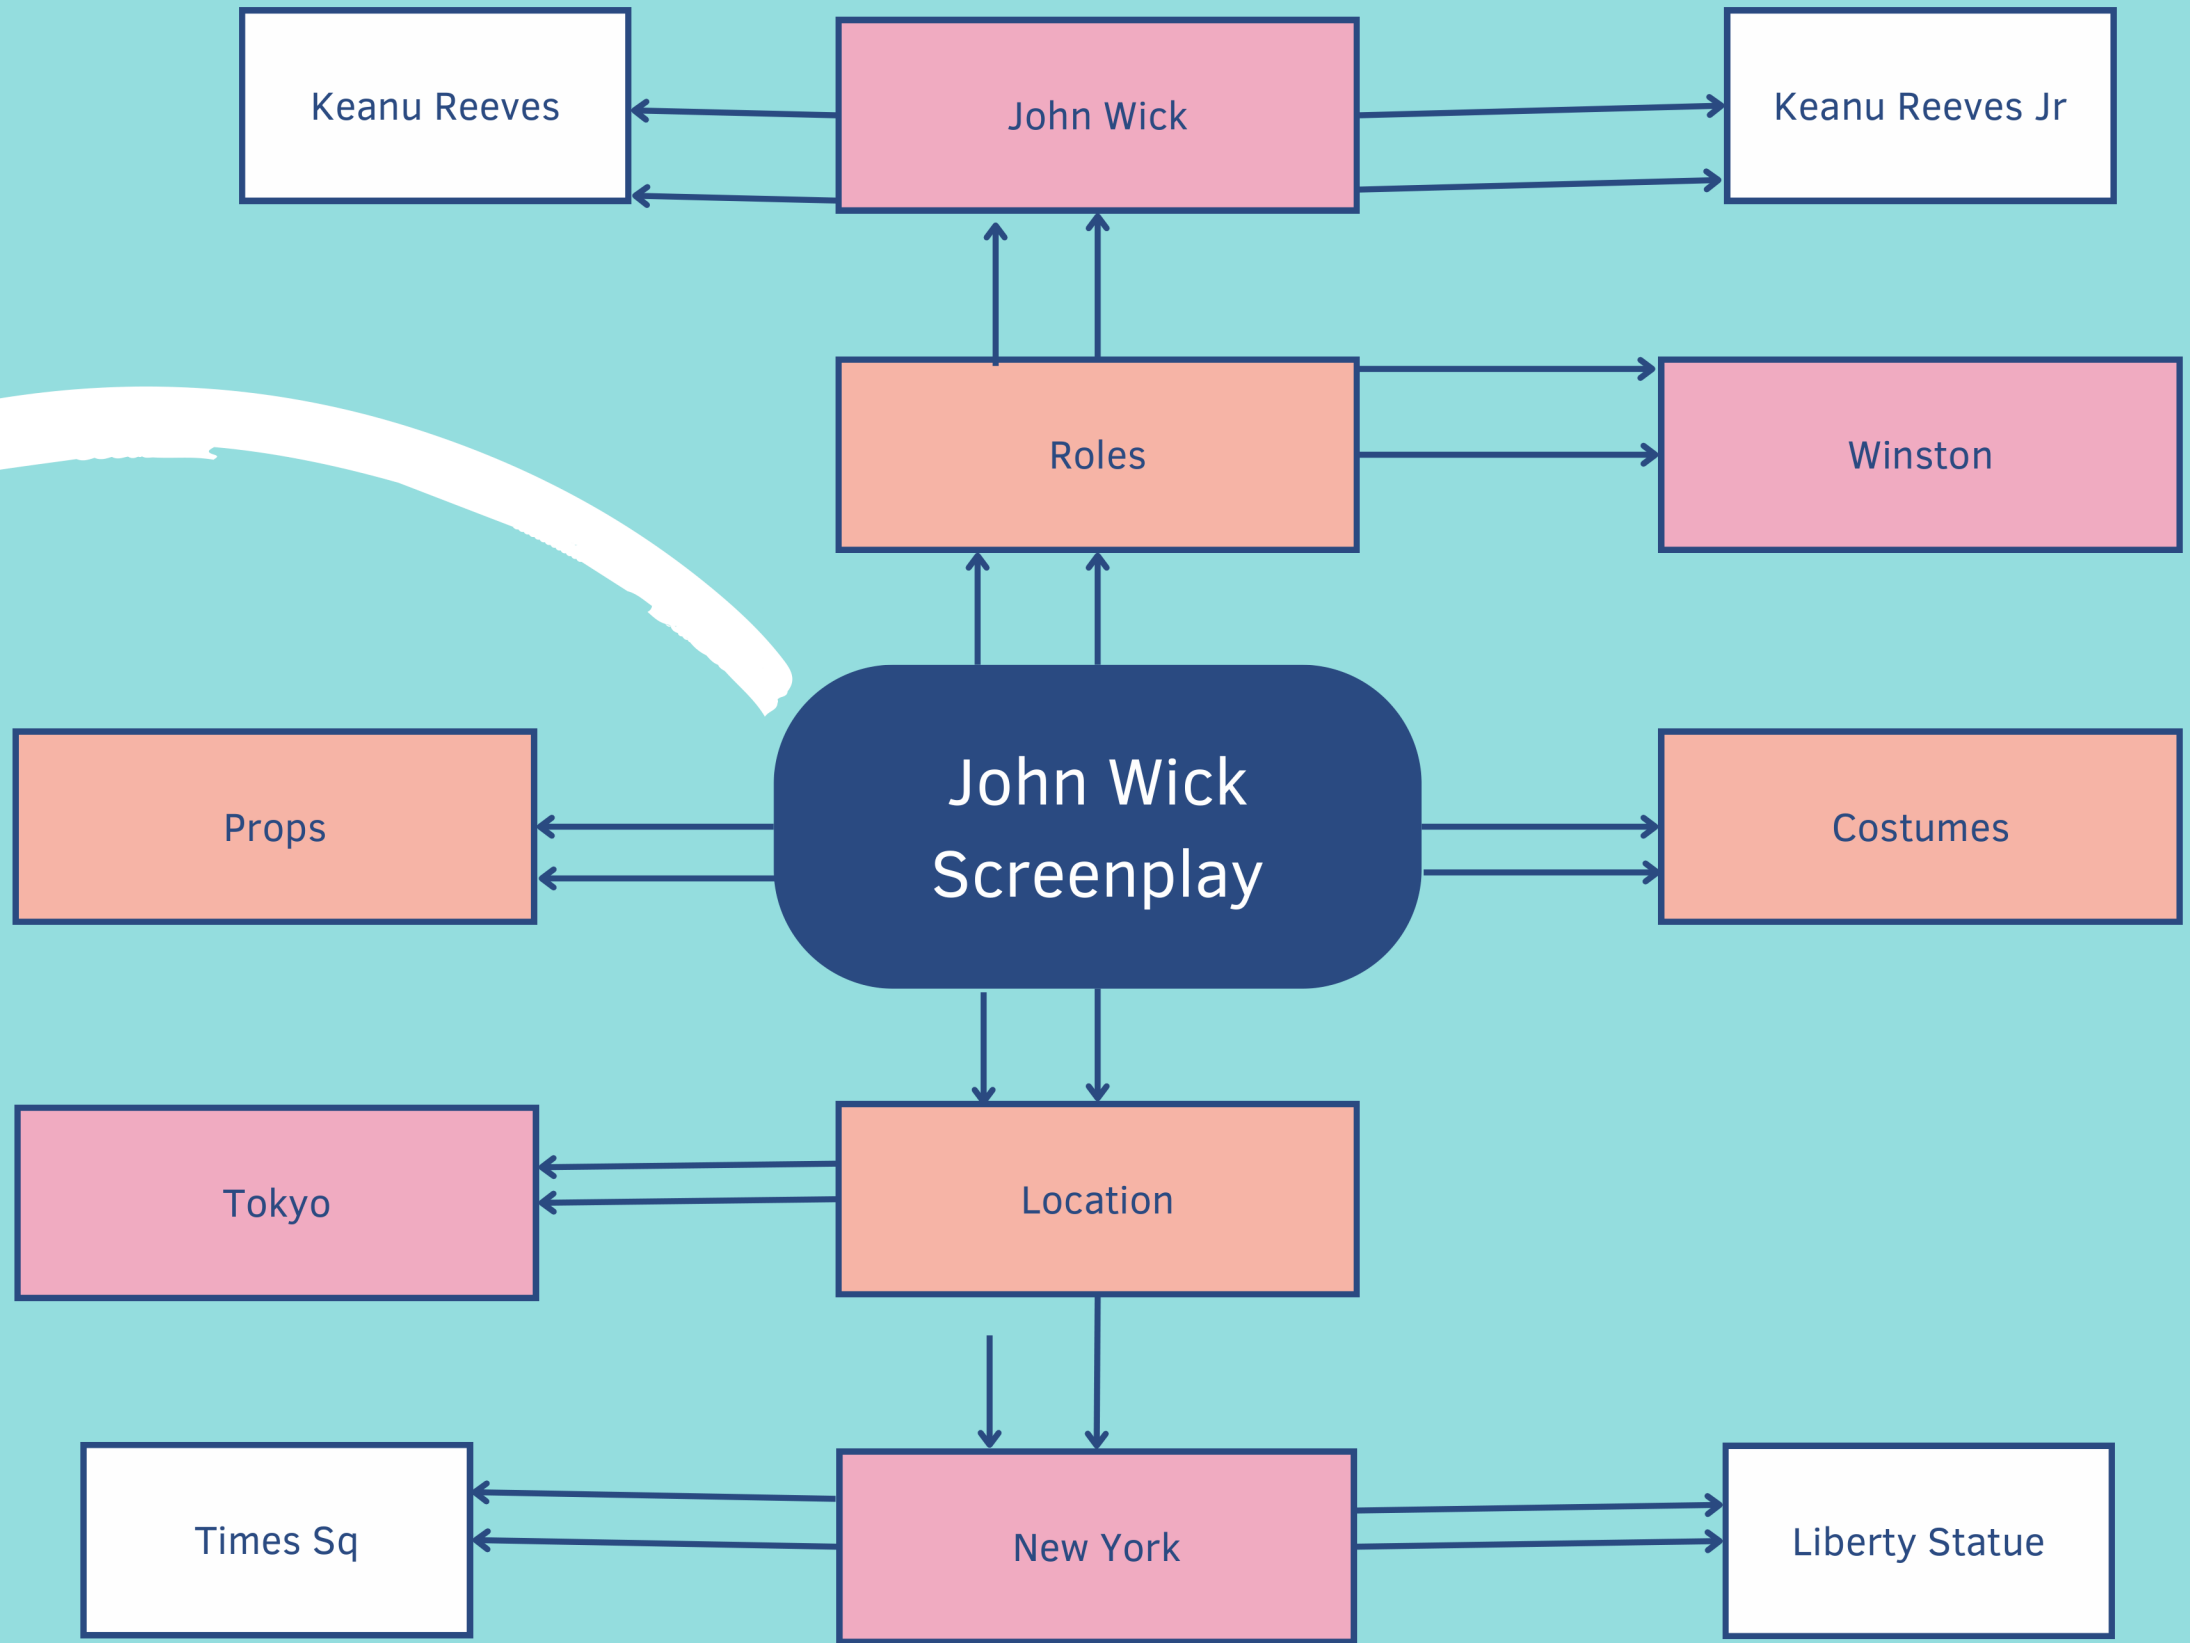 Keanu Reeves
John Wick
Keanu Reeves Jr
Roles
Winston
Props
John Wick
Screenplay
Costumes
Tokyo
Location
Times Sq
New York
Liberty Statue